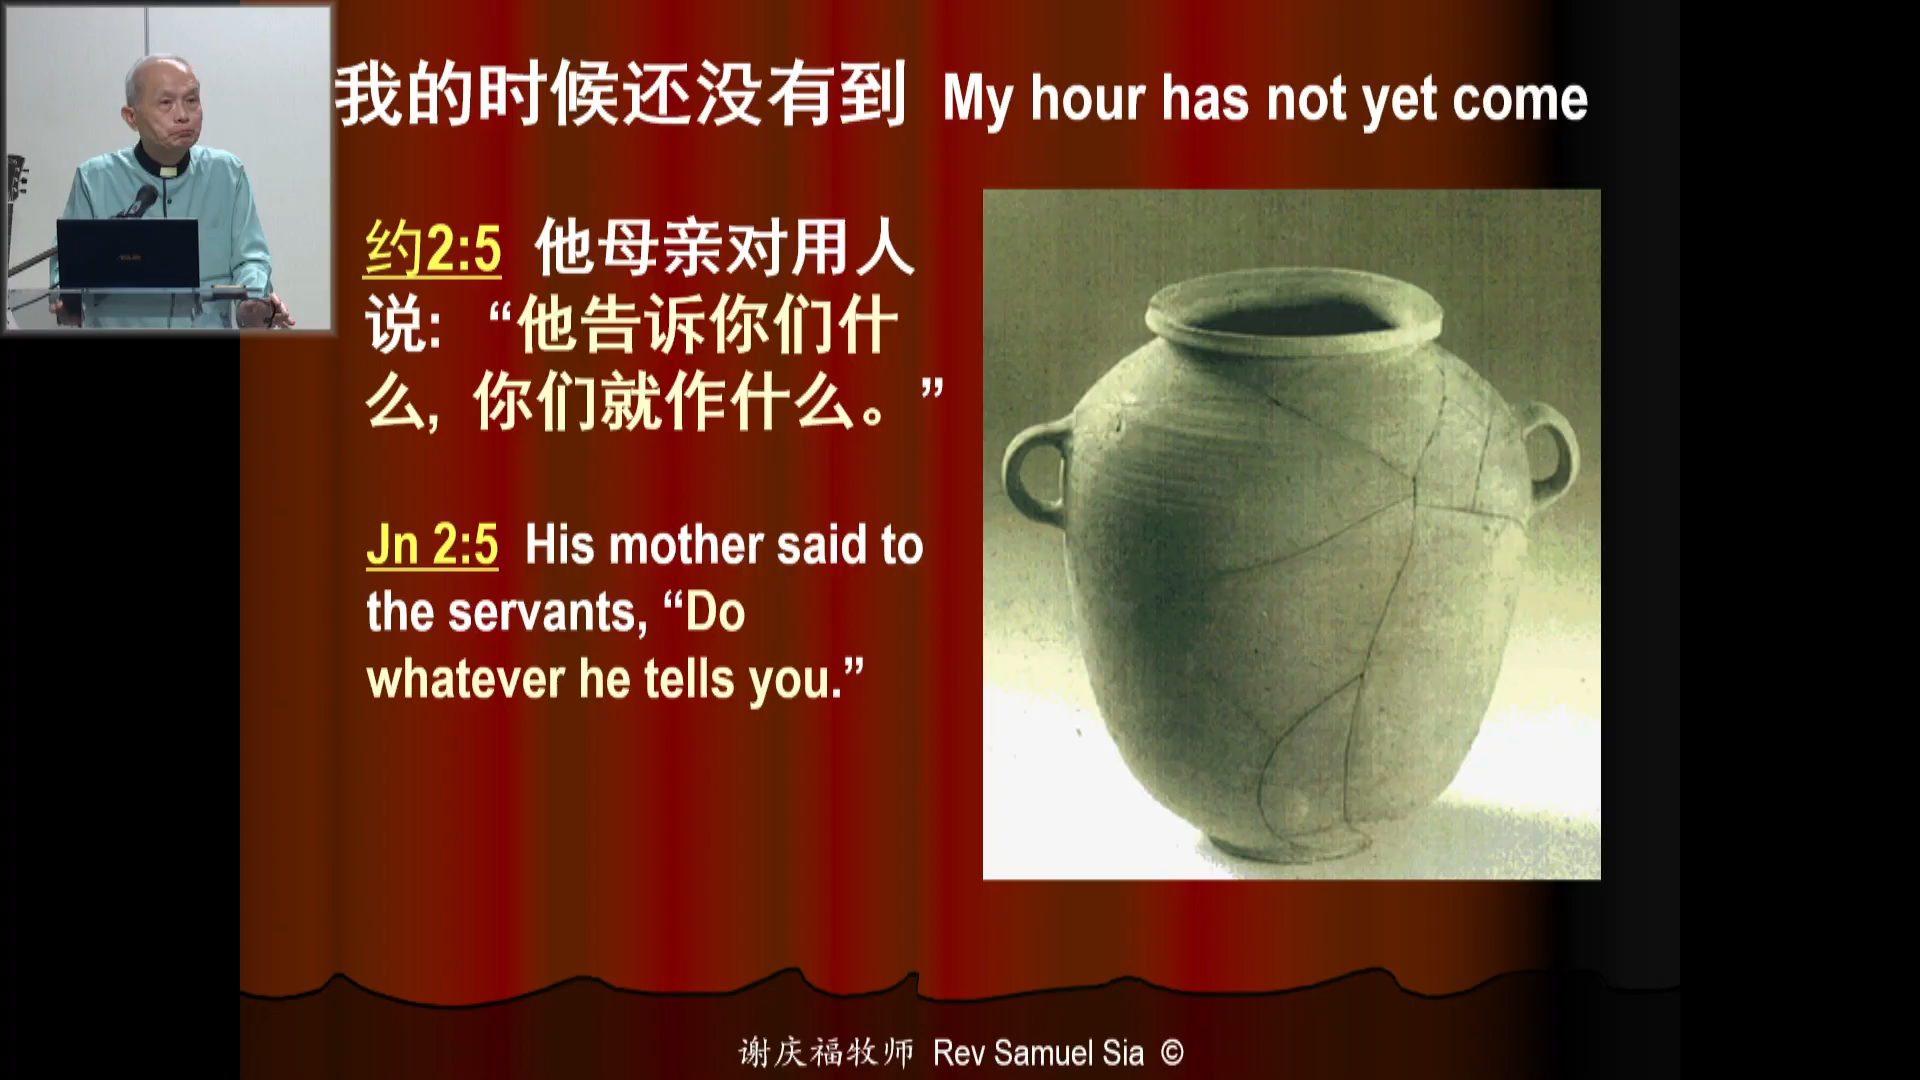 我的时候还没有到 My hour has not yet come
约2:5 他母亲对用人
说: “他告诉你们什
么, 你们就作什么。”
Jn 2:5 His mother said to
the servants, “Do
whatever he tells you.”
谢庆福牧师 Rev Samuel Sia ©